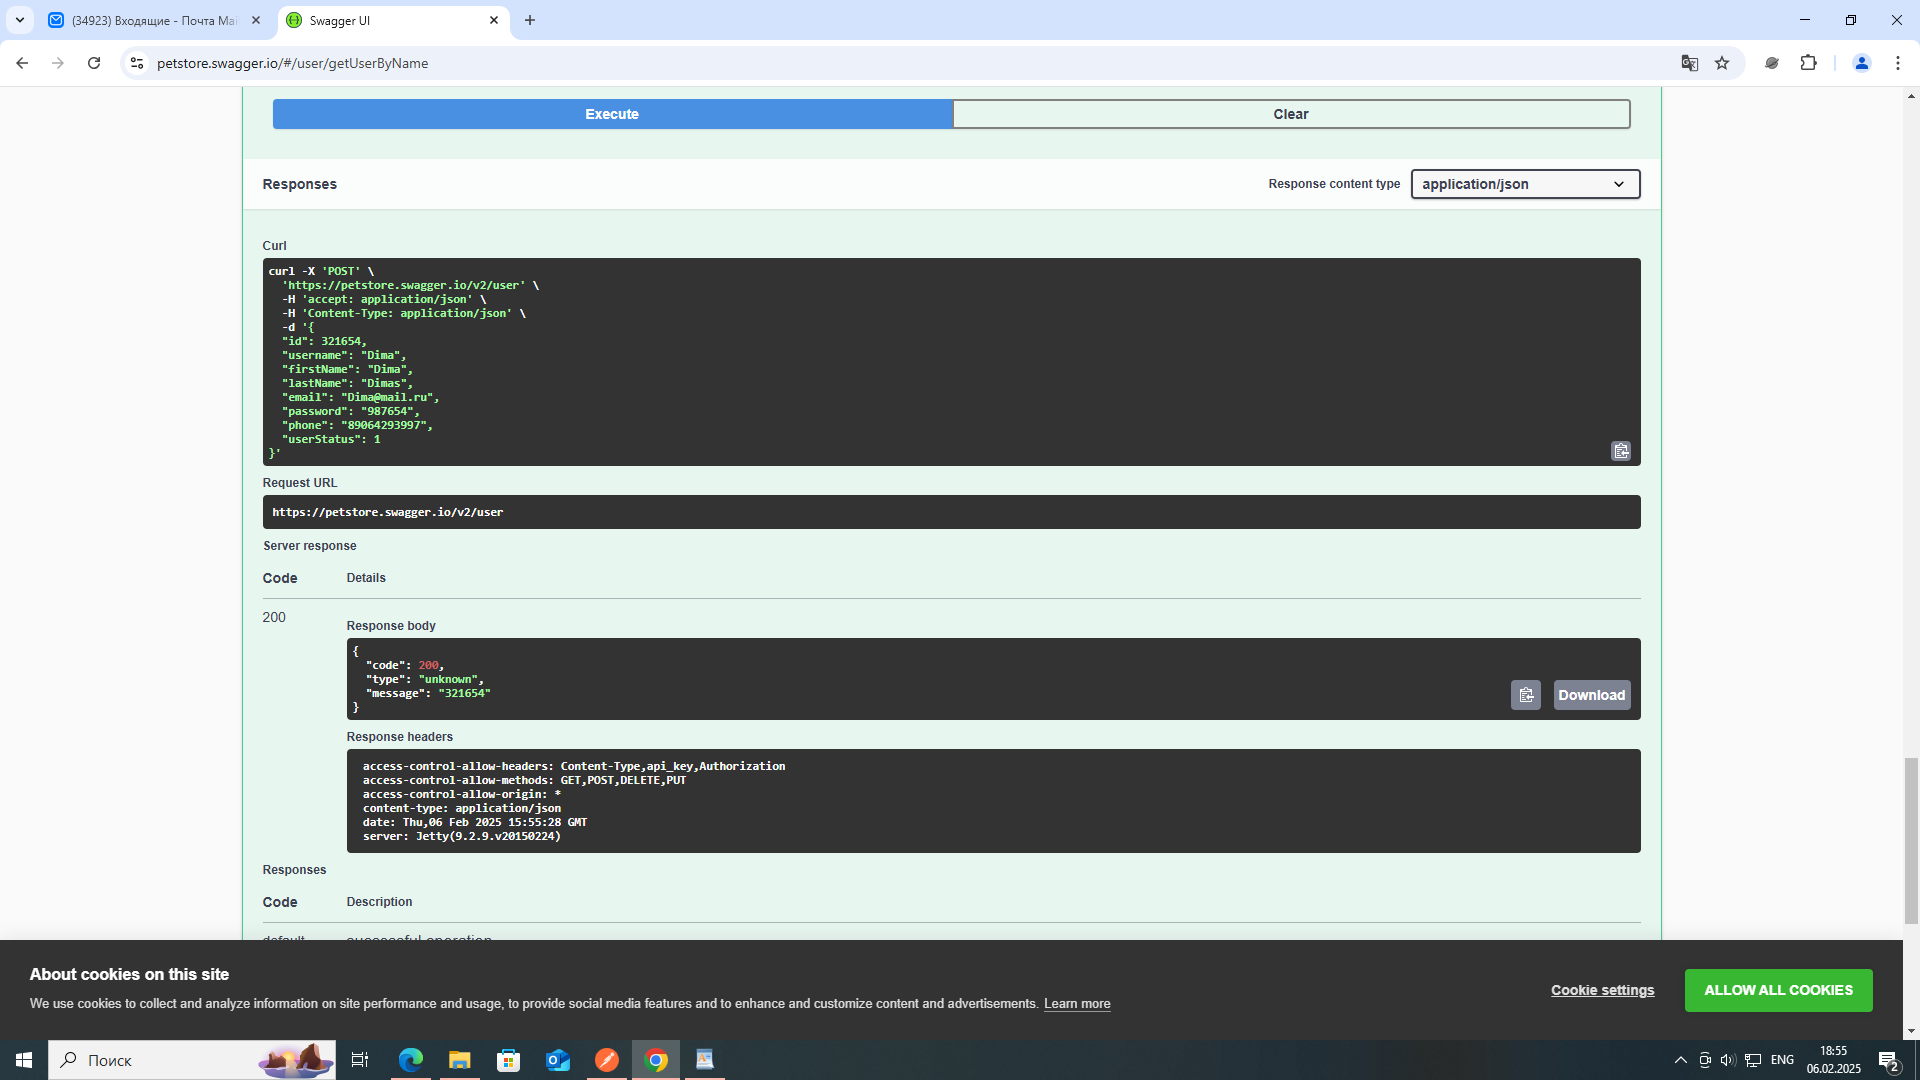 (34923) Входящие - Почта Mai
Swagger UI
petstore.swagger.io/#/user/getUserByName
Execute
Clear
Responses
Response content type
application/json
Curl
curl -X 'POST' \
'https://petstore.swagger.io/v2/user' \
-H 'accept: application/json' \
-H 'Content-Type: application/json' \
-d '{
"id": 321654,
"username": "Dima",
"firstName": "Dima",
"lastName": "Dimas",
"email": "Dima@mail.ru",
"password": "987654",
"phone": "89064293997",
"userStatus": 1
}'
Request URL
https://petstore.swagger.io/v2/user
Server response
Code Details
200
Response body
{
"code": 200,
"type": "unknown",
"message": "321654"
}
Download
Response headers
access-control-allow-headers: Content-Type,api_key,Authorization
access-control-allow-methods: GET,POST,DELETE,PUT
access-control-allow-origin: *
content-type: application/json
date: Thu,06 Feb 2025 15:55:28 GMT
server: Jetty(9.2.9.v20150224)
Responses
Code Description
default successful operation
About cookies on this site
We use cookies to collect and analyze information on site performance and usage, to provide social media features and to enhance and customize content and advertisements. Learn more
Cookie settings
ALLOW ALL COOKIES
Поиск
ENG
18:55
06.02.2025
2